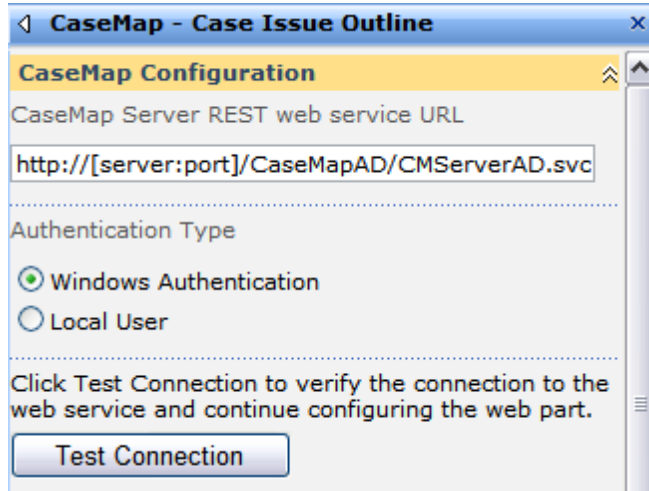 CaseMap - Case Issue Outline
CaseMap Configuration
CaseMap Server REST web service URL
http://[server:port]/CaseMapAD/CMServerAD.svc
Authentication Type
Windows Authentication
Local User
Click Test Connection to verify the connection to the
web service and continue configuring the web part.
Test Connection